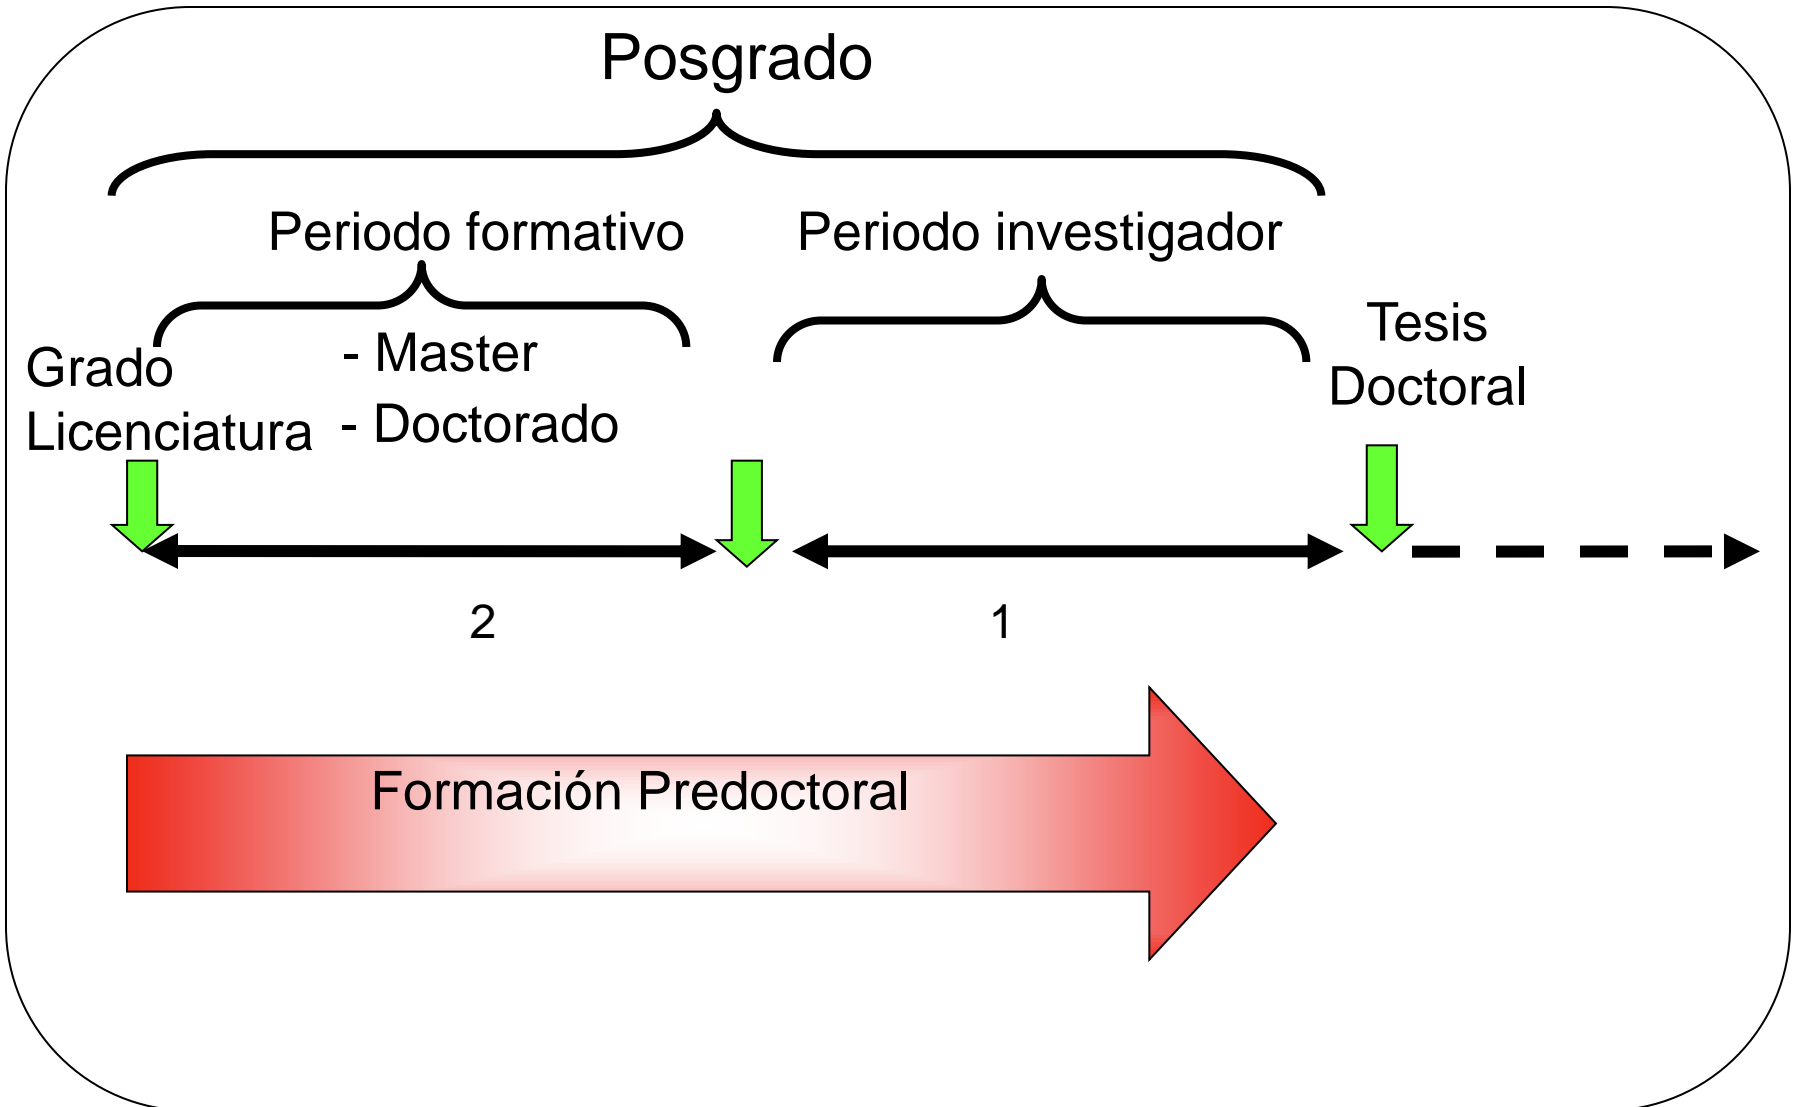 Posgrado
Periodo formativo
Periodo investigador
Grado
Licenciatura
- Master
- Doctorado
Tesis
Doctoral
2
1
Formación Predoctoral